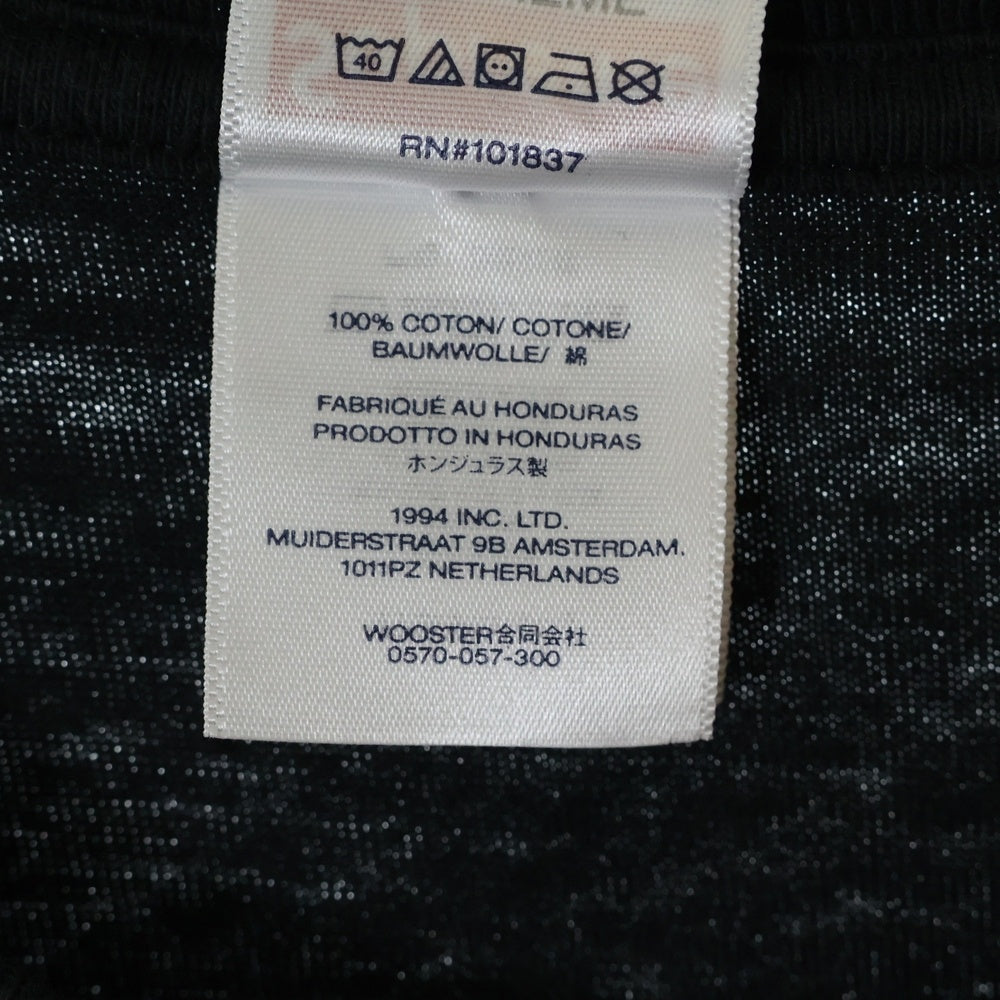 40
RN#101837
100% COTON/ COTONE/
BAUMWOLLE/ 綿
FABRIQUÉ AU HONDURAS
PRODOTTO IN HONDURAS
ホンジュラス製
1994 INC. LTD.
MUIDERSTRAAT 9B AMSTERDAM.
1011PZ NETHERLANDS
WOOSTER合同会社
0570-057-300